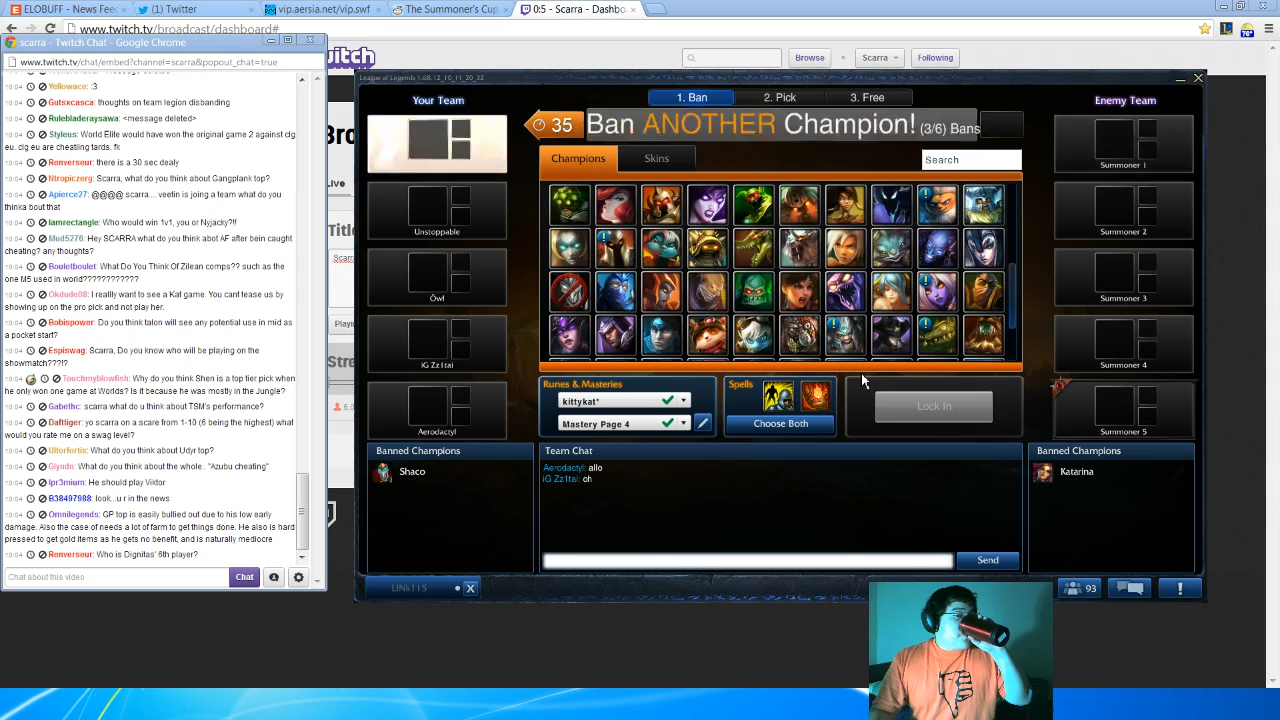 ELOBUFF - News Fee
(1) Twitter
vip.aersia.net/vip.swf
The Summoner's Cup
0:5 - Scarra - Dashbo
www.twitch.tv/broadcast/dashboard#
76°
scarra - Twitch Chat - Google Chrome
www.twitch.tv/chat/embed?channel=scarra&popout_chat=true
Browse
Scarra
Following
10:04 Yellowace: :3
10:04 Gutsxcasca: thoughts on team legion disbanding
10:04 Rulebladeraysawa: <message deleted>
10:04 Styleus: World Elite would have won the original game 2 against clg
eu. clg eu are cheating tards. fk
10:04 Renverseur: there is a 30 sec dealy
10:04 Ntropiczerg: Scarra, what do you think about Gangplank top?
10:04 Apierce27: @@@@ scarra.... veetin is joing a team what do you
thinka bout that
10:04 Iamrectangle: Who would win 1v1, you or Nyjacky?!!
10:04 Mud5276: Hey SCARRA what do you think abot AF after bein caught
cheating? any thoughts?
10:04 Bouletboulet: What Do You Think Of Zilean comps?? such as the
one M5 used in world????????????
10:04 Okdude08: I reallly want to see a Kat game. You cant tease us by
showing up on the pro pick and not play her.
10:04 Bobispower: Do you think talon will see any potential use in mid as
a pocket start?
10:04 Espiswag: Scarra, Do you know who will be playing on the
showmatch???!?
10:04 Touchmyblowfish: Why do you think Shen is a top tier pick when
he only won one game at Worlds? Is it because he was mostly in the Jungle?
10:04 Gabethc: scarra what do u think about TSM's performance?
10:04 Dafttiger: yo scarra on a scare from 1-10 (6 being the highest) what
would you rate me on a swag level?
10:04 Ultorfortis: What do you think about Udyr top?
10:04 Glyndn: What do you think about the whole..."Azubu cheating"
10:04 Ipr3mium: He should play Viktor
10:04 B38497988: look...u r in the news
10:04 Omnilegends: GP top is easily bullied out due to his low early
damage. Also the case needs a lot of farm to get things done. He also is hard
pressed to get gold items as he gets no benefit, and is naturally mediocre
10:04 Renverseur: Who is Dignitas' 6th player?
Chat about this video
Chat
Bro
Live
Title
Scarr
Playin
Stre
6.0
League of Legends 1.68.12_10_11_20_32
Your Team
1. Ban
2. Pick
3. Free
Enemy Team
35
Ban ANOTHER Champion! (3/6) Bans
Champions
Skins
Search
Unstoppable
Öwl
iG Zz1tai
Aerodactyl
Summoner 1
Summoner 2
Summoner 3
Summoner 4
Summoner 5
Runes & Masteries
kittykat*
Mastery Page 4
Spells
Choose Both
Lock In
Banned Champions
Shaco
Team Chat
Aerodactyl: allo
iG Zz1tai: oh
Send
Banned Champions
Katarina
LiNk115
93